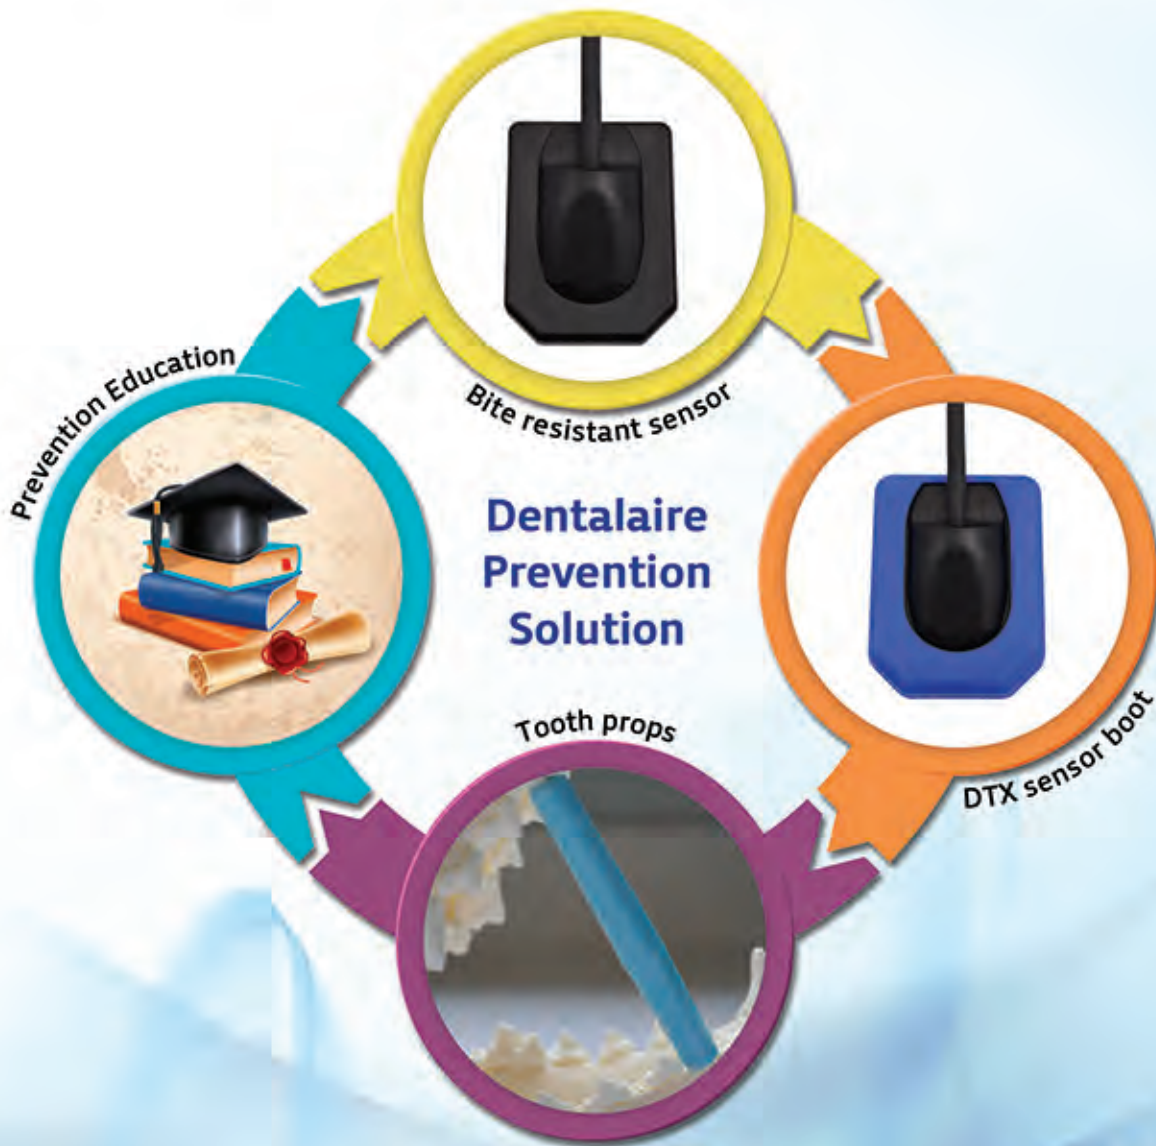 Bite resistant sensor
Prevention Education
Dentalaire
Prevention
Solution
DTX sensor boot
Tooth props